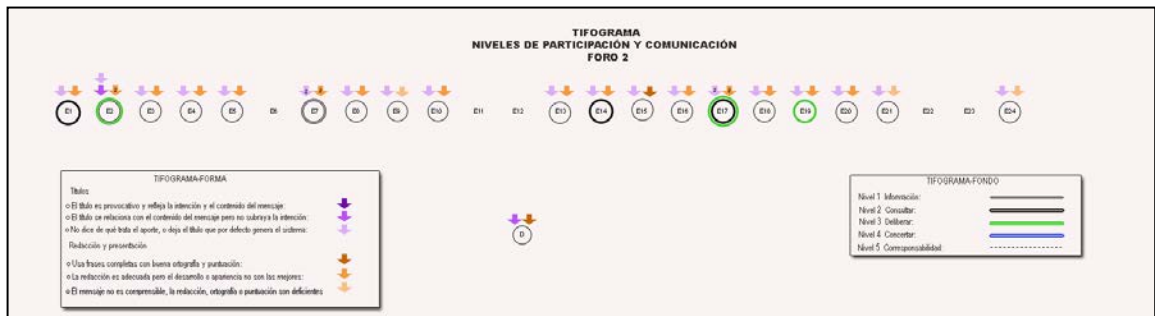 TIFOGRAMA
NIVELES DE PARTICIPACIÓN Y COMUNICACIÓN
FORO 2
E1 E2 E3 E4 E5 E6 E7 E8 E9 E10 E11 E12 E13 E14 E15 E16 E17 E18 E19 E20 E21 E22 E23 E24
TIFOGRAMA-FORMA
Títulos
El título es provocativo y refleja la intención y el contenido del mensaje:
El título se relaciona con el contenido del mensaje pero no subraya la intención:
No dice de qué trata el aporte, o deja el título que por defecto genera el sistema:
Redacción y presentación
Usa frases completas con buena ortografía y puntuación:
La redacción es adecuada pero el desarrollo o apariencia no son las mejores:
El mensaje no es comprensible, la redacción, ortografía o puntuación son deficientes
D
TIFOGRAMA-FONDO
Nivel 1 Información:
Nivel 2 Consultar:
Nivel 3 Deliberar:
Nivel 4 Concertar:
Nivel 5 Corresponsabilidad: